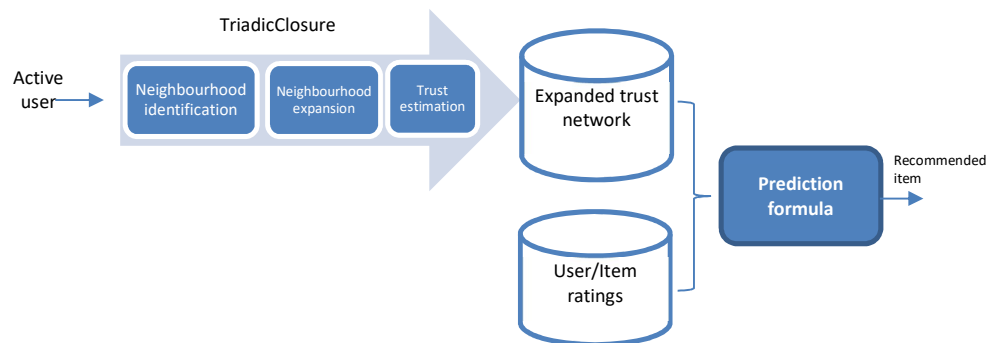 TriadicClosure
Active
user
Neighbourhood
identification
Neighbourhood
expansion
Trust
estimation
Expanded trust
network
User/Item
ratings
Prediction
formula
Recommended
item